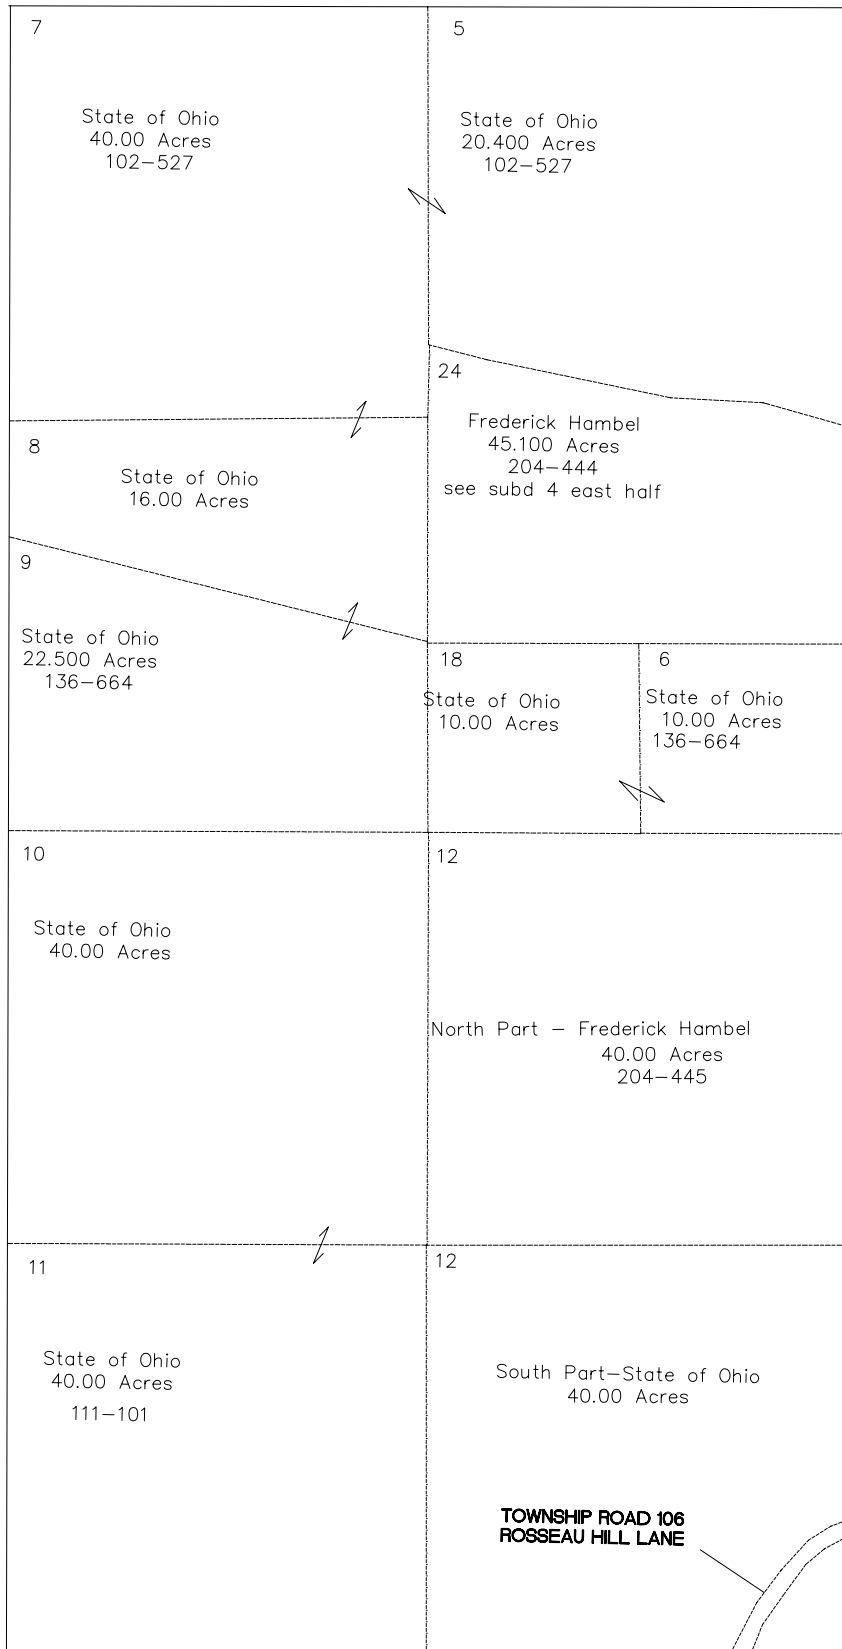 7
State of Ohio
40.00 Acres
102-527
5
State of Ohio
20.400 Acres
102-527
24
Frederick Hambel
45.100 Acres
204-444
see subd 4 east half
8
State of Ohio
16.00 Acres
9
State of Ohio
22.500 Acres
136-664
18
State of Ohio
10.00 Acres
6
State of Ohio
10.00 Acres
136-664
10
State of Ohio
40.00 Acres
12
North Part - Frederick Hambel
40.00 Acres
204-445
11
State of Ohio
40.00 Acres
111-101
12
South Part-State of Ohio
40.00 Acres
TOWNSHIP ROAD 106
ROSSEAU HILL LANE